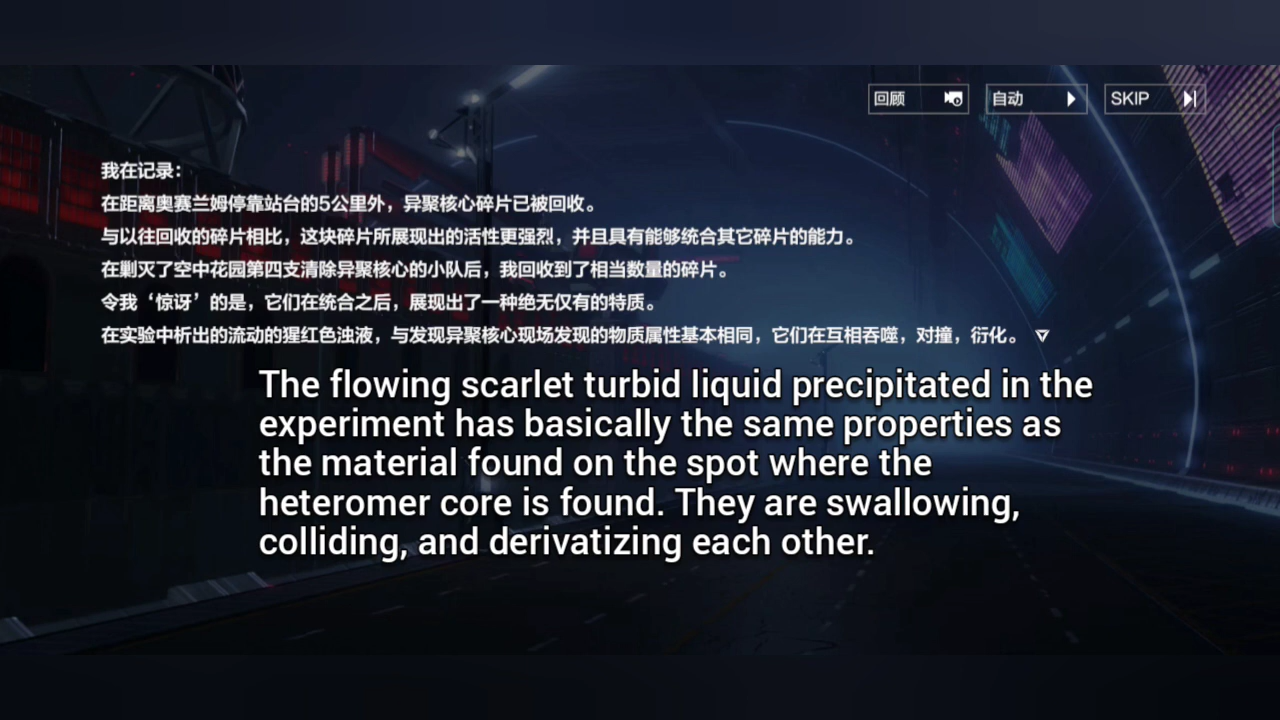 回顾
自动
SKIP
我在记录：
在距离奥赛兰姆停靠站台的5公里外，异聚核心碎片已被回收。
与以往回收的碎片相比，这块碎片所展现出的活性更强烈，并且具有能够统合其它碎片的能力。
在剿灭了空中花园第四支清除异聚核心的小队后，我回收到了相当数量的碎片。
令我‘惊讶’的是，它们在统合之后，展现出了一种绝无仅有的特质。
在实验中析出的流动的猩红色浊液，与发现异聚核心现场发现的物质属性基本相同，它们在互相吞噬，对撞，衍化。
The flowing scarlet turbid liquid precipitated in the
experiment has basically the same properties as
the material found on the spot where the
heteromer core is found. They are swallowing,
colliding, and derivatizing each other.